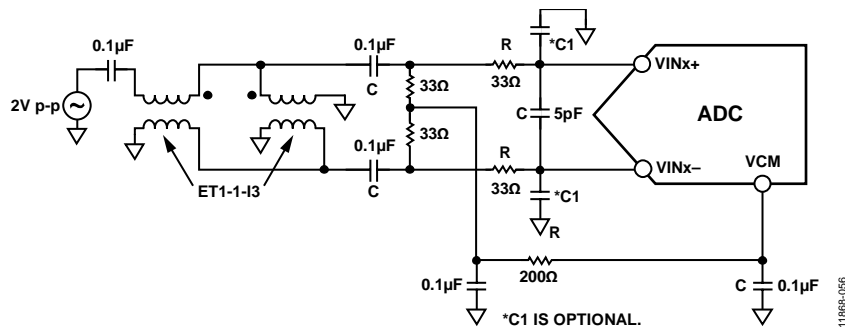 0.1µF
2V p-p
ET1-1-I3
0.1µF
C
33Ω
33Ω
0.1µF
C
R
33Ω
*C1
C
5pF
R
33Ω
*C1
R
VINx+
ADC
VINx–
VCM
200Ω
0.1µF
C
0.1µF
*C1 IS OPTIONAL.
11868-056